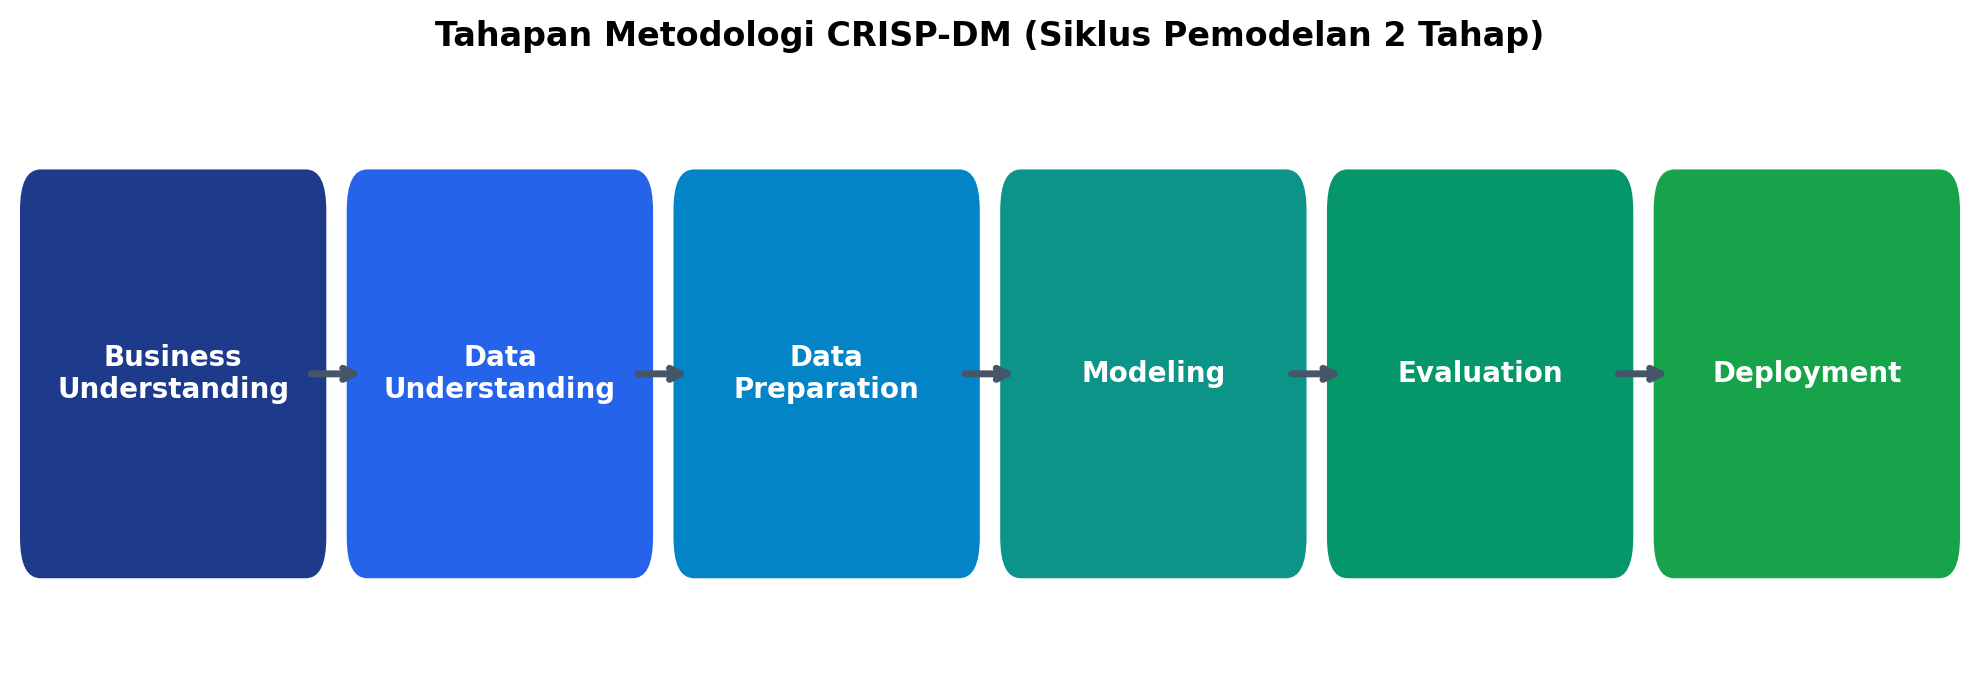 Tahapan Metodologi CRISP-DM (Siklus Pemodelan 2 Tahap)
Business
Understanding
Data
Understanding
Data
Preparation
Modeling
Evaluation
Deployment